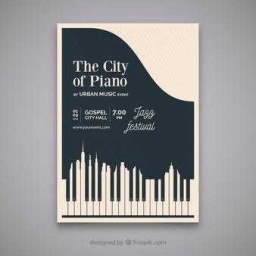 The City
of Piano
BY URBAN MUSIC EVENT
GOSPEL
CITY HALL
7.00
PM
Jazz
festival
www.yourevent.com
designed by freepik.com